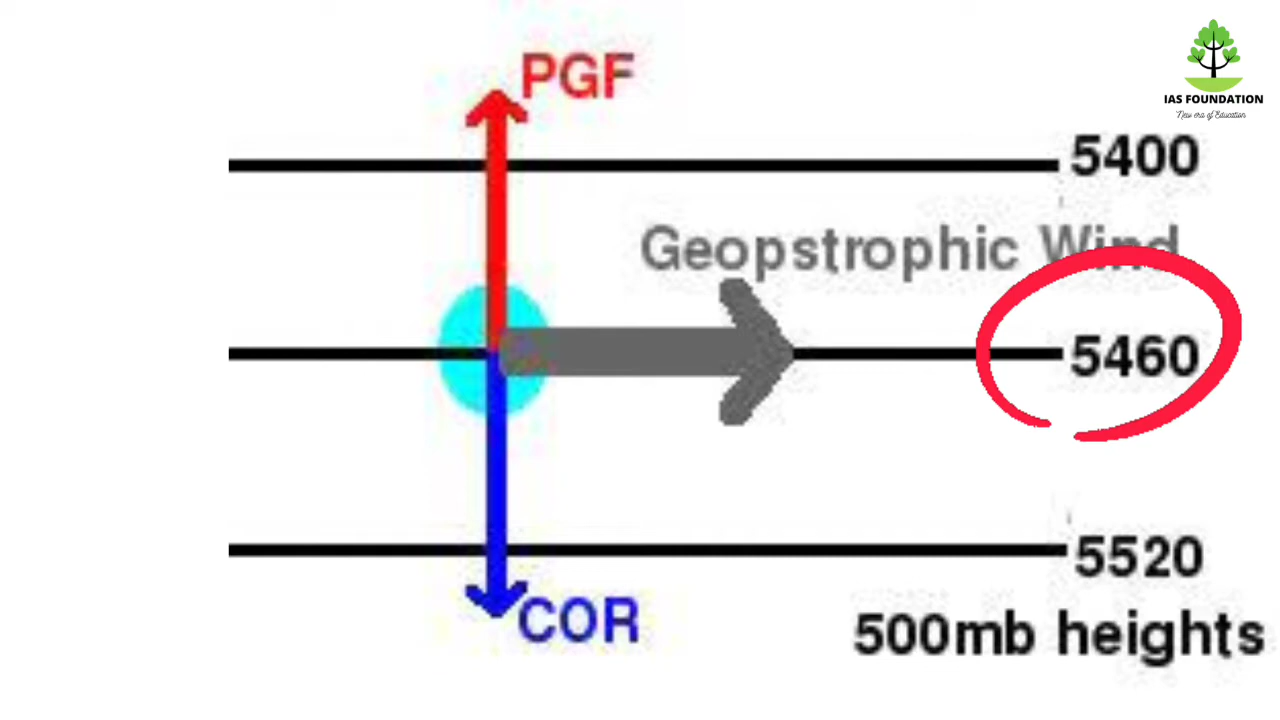 PGF
IAS FOUNDATION
New era of Education
5400
Geopstrophic Wind
5460
5520
COR
500mb heights